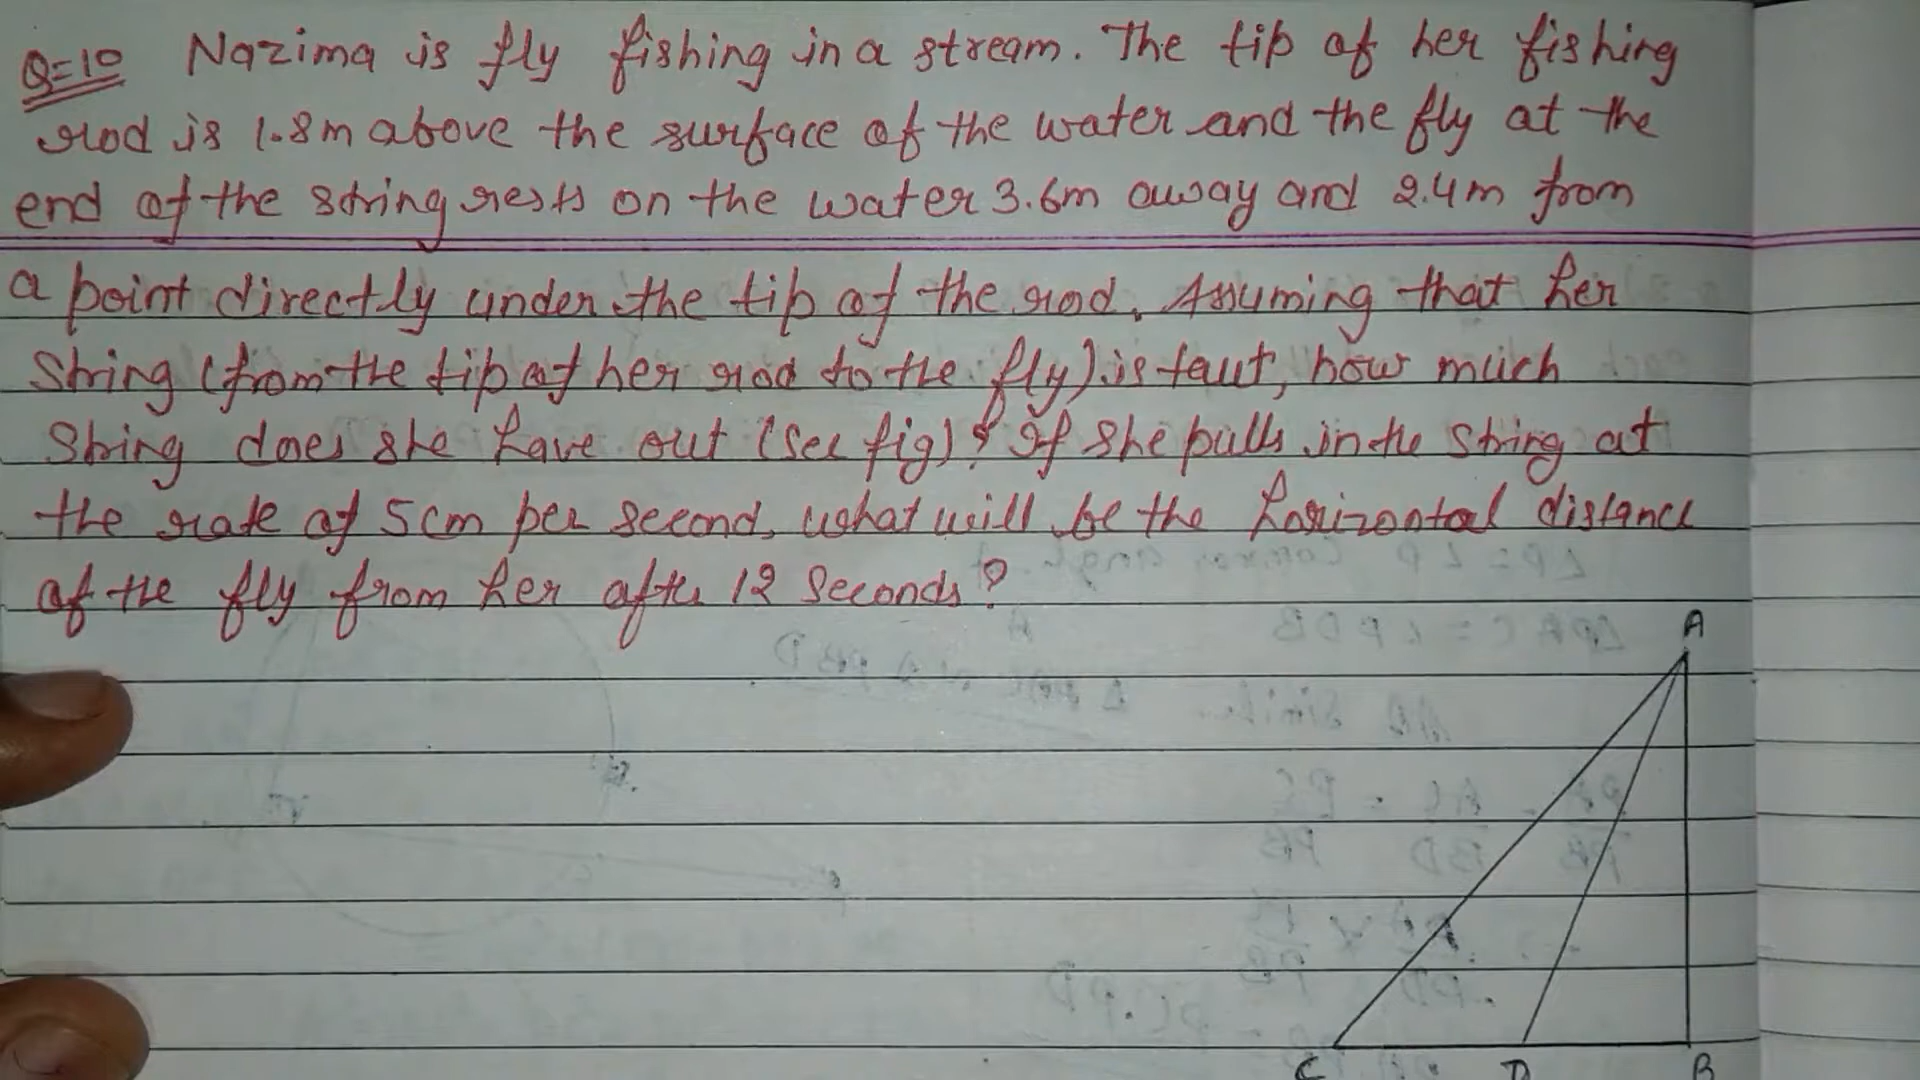 Q=10 Nazima is fly fishing in a stream. The tip of her fishing
rod is 1.8m above the surface of the water and the fly at the
end of the string rests on the water 3.6m away and 2.4m from
a point directly under the tip of the rod. Assuming that her
String (from the tip of her rod to the fly) is taut, how much
String does she have out (see fig)? If she pulls in the string at
the rate of 5cm per second, what will be the horizontal distance
of the fly from her after 12 seconds?
A
C D B